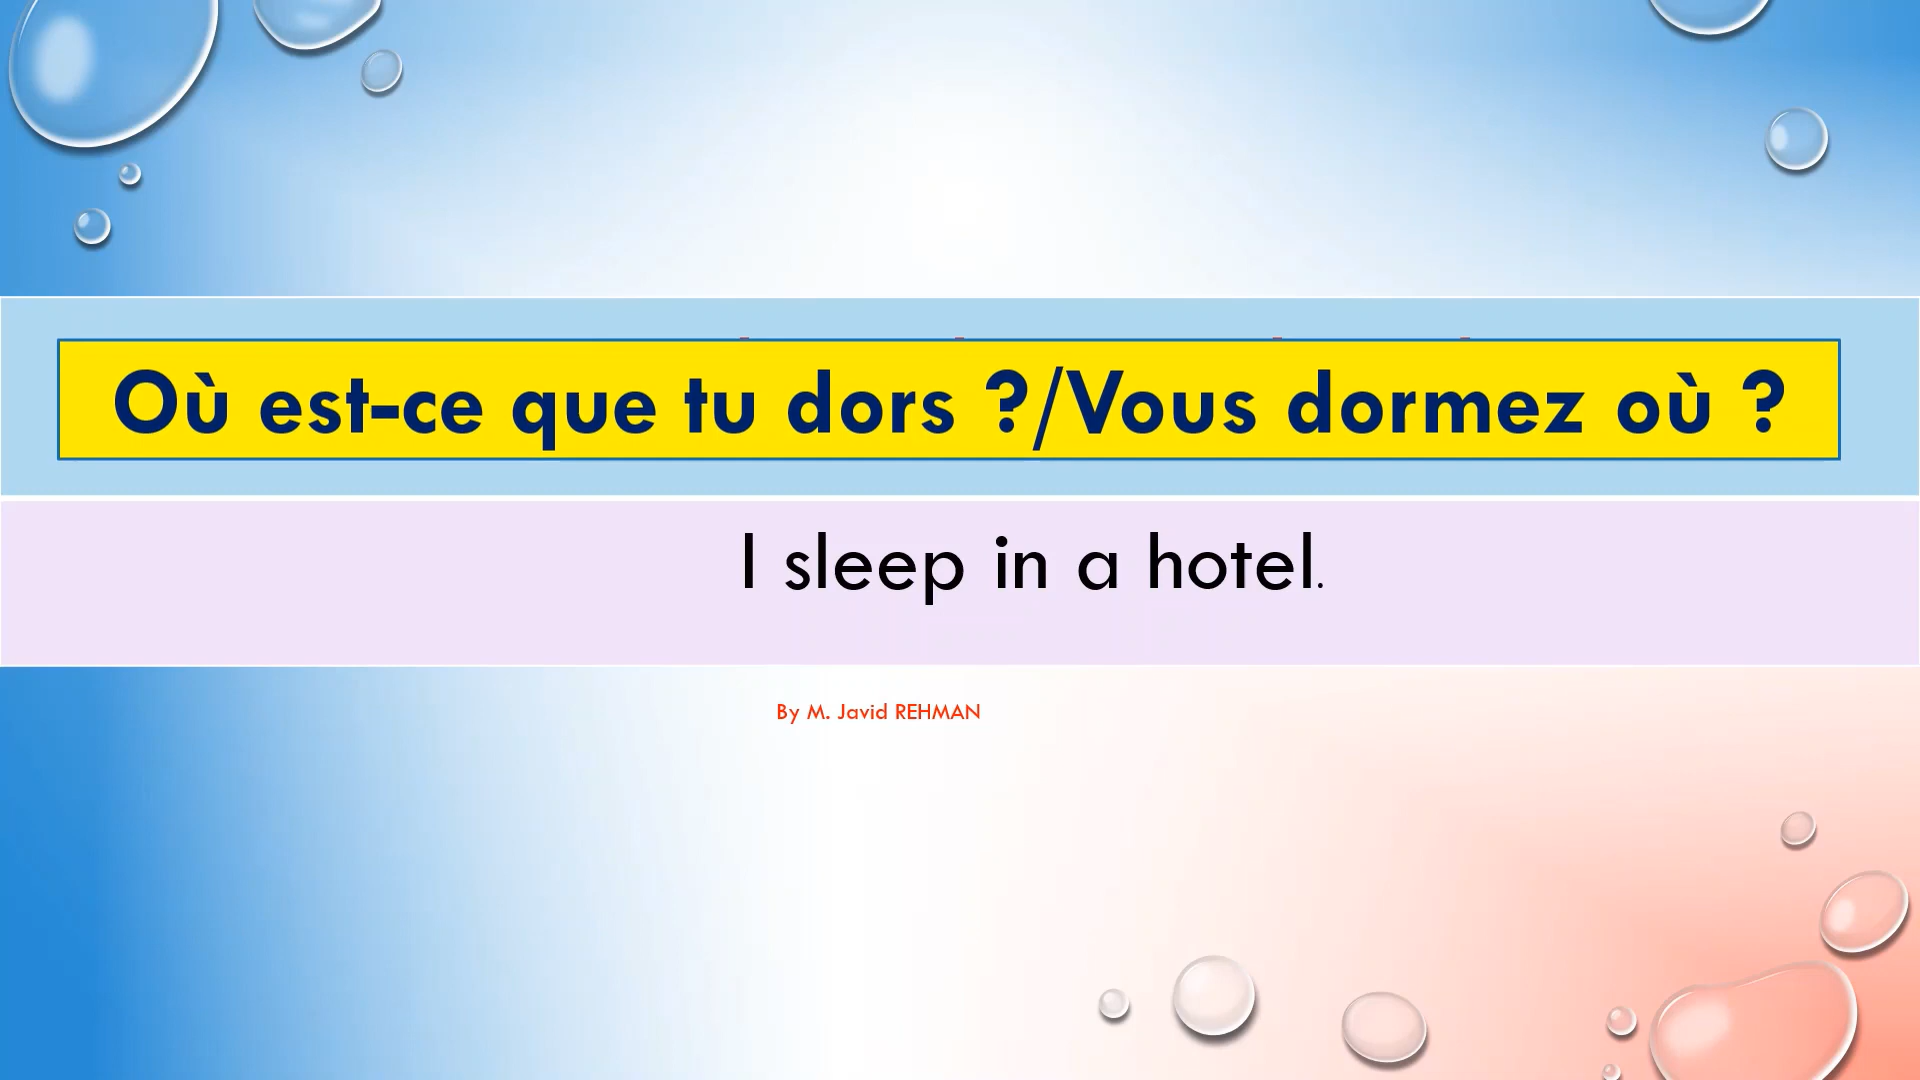 Où est-ce que tu dors ?/Vous dormez où ?
I sleep in a hotel.
By M. Javid REHMAN